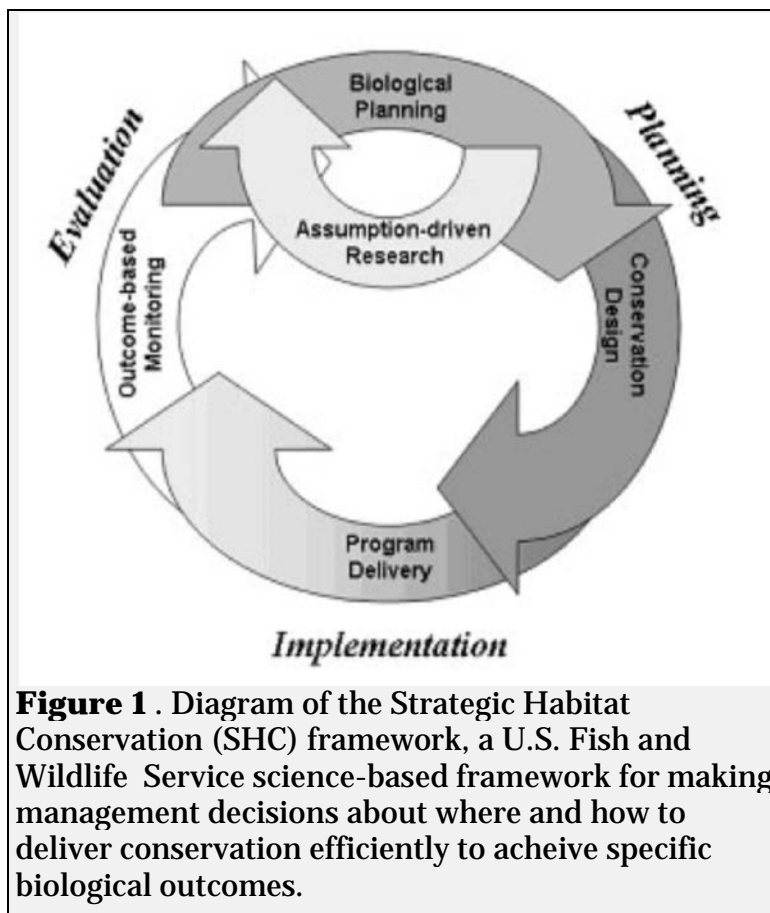 Biological
Planning
Evaluation
Planning
Assumption-driven
Research
Outcome-based
Monitoring
Conservation
Design
Program
Delivery
Implementation
Figure 1 . Diagram of the Strategic Habitat
Conservation (SHC) framework, a U.S. Fish and
Wildlife Service science-based framework for making
management decisions about where and how to
deliver conservation efficiently to acheive specific
biological outcomes.